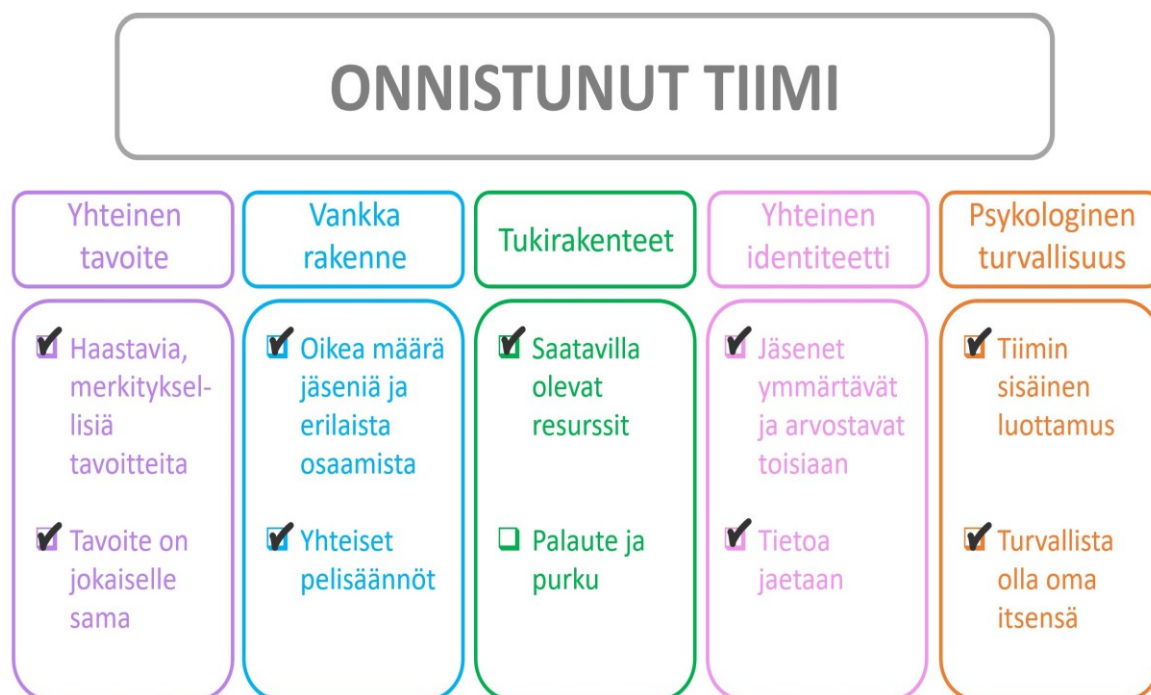 ONNISTUNUT TIIMI
Yhteinen
tavoite
Vankka
rakenne
Tukirakenteet
Yhteinen
identiteetti
Psykologinen
turvallisuus
Haastavia,
merkityksel-
lisiä
tavoitteita
Tavoite on
jokaiselle
sama
Oikea määrä
jäseniä ja
erilaista
osaamista
Yhteiset
pelisäännöt
Saatavilla
olevat
resurssit
Palaute ja
purku
Jäsenet
ymmärtävät
ja arvostavat
toisiaan
Tietoa
jaetaan
Tiimin
sisäinen
luottamus
Turvallista
olla oma
itsensä